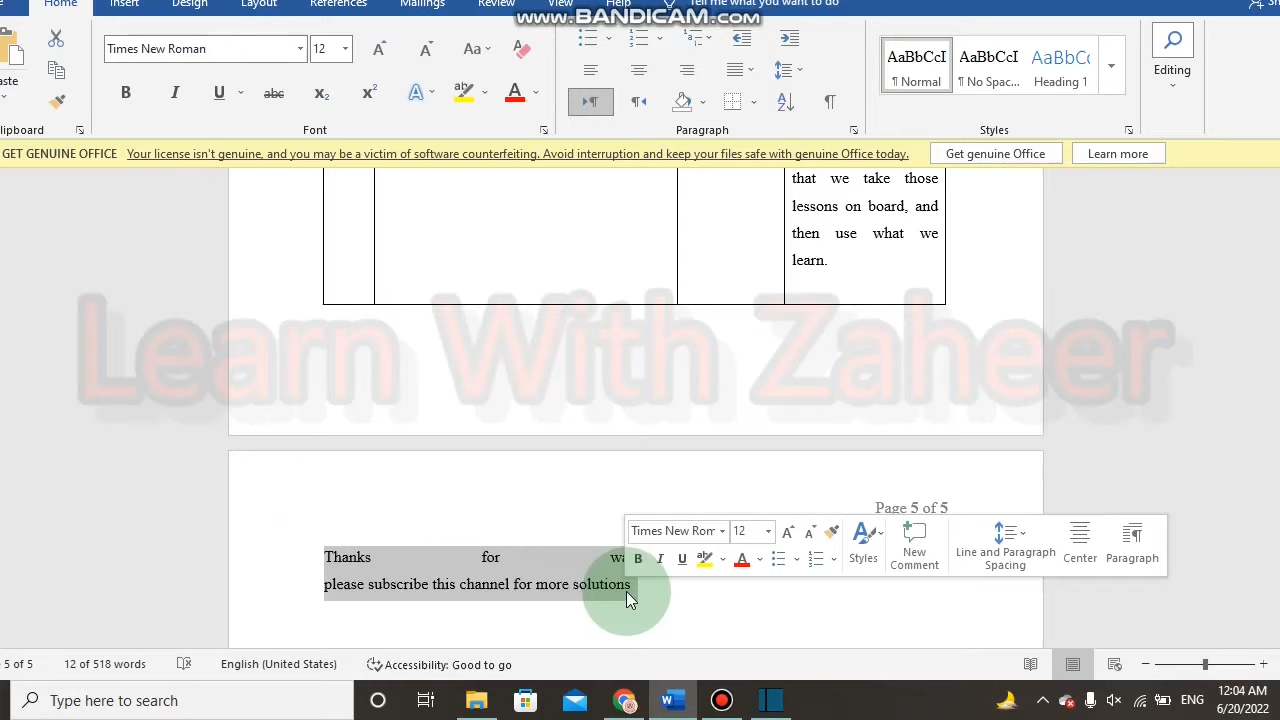 Home Insert Design Layout References Mailings Review View Help Tell me what you want to do
www.BANDICAM.com
Times New Roman 12
AaBbCcI AaBbCcI AaBbCc
¶ Normal ¶ No Spac... Heading 1
Editing
Font Paragraph Styles
GET GENUINE OFFICE Your license isn't genuine, and you may be a victim of software counterfeiting. Avoid interruption and keep your files safe with genuine Office today. Get genuine Office Learn more
that we take those
lessons on board, and
then use what we
learn.
Learn With Zaheer
Page 5 of 5
Thanks for
please subscribe this channel for more solutions
Times New Rom 12
Styles New Comment Line and Paragraph Spacing Center Paragraph
5 of 5 12 of 518 words English (United States) Accessibility: Good to go
Type here to search
ENG 12:04 AM
6/20/2022